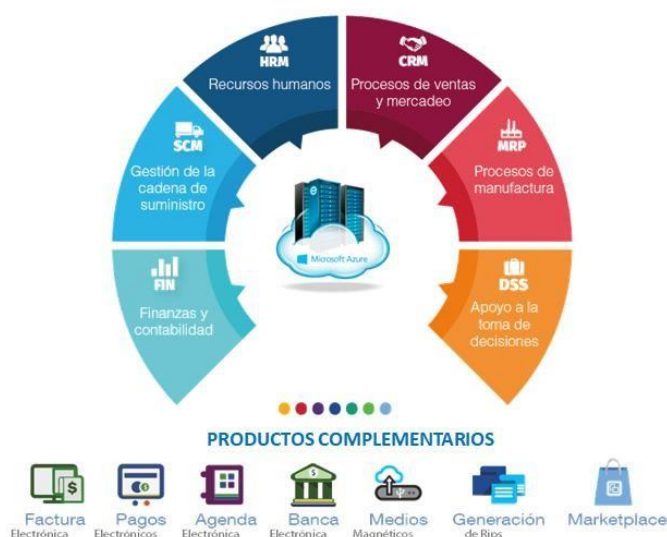 HRM
Recursos humanos
CRM
Procesos de ventas
y mercadeo
SCM
Gestión de la
cadena de
suministro
MRP
Procesos de
manufactura
FIN
Finanzas y
contabilidad
DSS
Apoyo a la
toma de
decisiones
e
Microsoft Azure
PRODUCTOS COMPLEMENTARIOS
Factura
Electrónica
Pagos
Electrónicos
Agenda
Electrónica
Banca
Electrónica
Medios
Magnéticos
Generación
de Rips
Marketplace